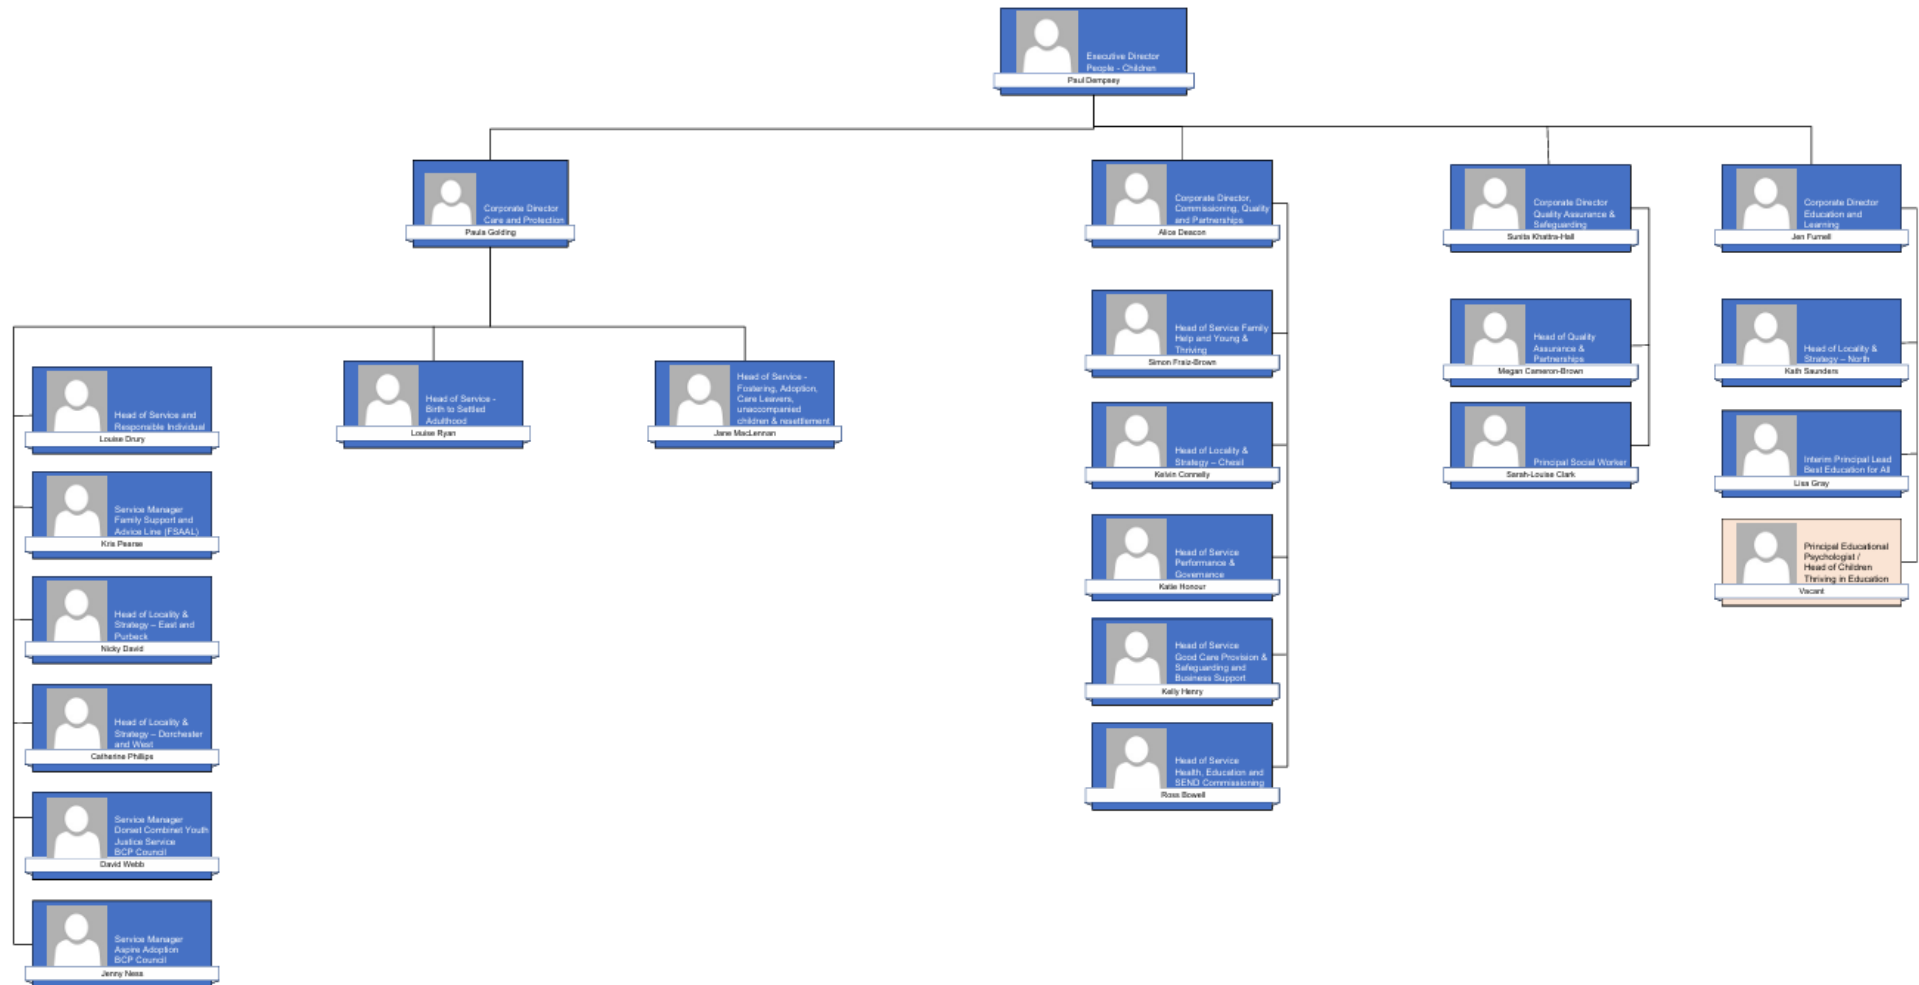 Executive Director
People - Children
Paul Dempsey
Corporate Director
Care and Protection
Paula Golding
Corporate Director,
Commissioning, Quality
and Partnerships
Alice Deacon
Corporate Director
Quality Assurance &
Safeguarding
Sunita Khattra-Hall
Corporate Director
Education and
Learning
Jen Furnell
Head of Service and
Responsible Individual
Louise Drury
Head of Service -
Birth to Settled
Adulthood
Louise Ryan
Head of Service -
Fostering, Adoption,
Care Leavers,
unaccompanied
children & resettlement
Jane MacLennan
Service Manager
Family Support and
Advice Line (FSAAL)
Kris Pearse
Head of Locality &
Strategy – East and
Purbeck
Nicky David
Head of Locality &
Strategy – Dorchester
and West
Catherine Phillips
Service Manager
Dorset Combinet Youth
Justice Service
BCP Council
David Webb
Service Manager
Aspire Adoption
BCP Council
Jenny Ness
Head of Service Family
Help and Young &
Thriving
Simon Fraiz-Brown
Head of Locality &
Strategy – Chesil
Kelvin Connelly
Head of Service
Performance &
Governance
Katie Honour
Head of Service
Good Care Provision &
Safeguarding and
Business Support
Kelly Henry
Head of Service
Health, Education and
SEND Commissioning
Ross Bowell
Head of Quality
Assurance &
Partnerships
Megan Cameron-Brown
Principal Social Worker
Sarah-Louise Clark
Head of Locality &
Strategy – North
Kath Saunders
Interim Principal Lead
Best Education for All
Lisa Gray
Principal Educational
Psychologist /
Head of Children
Thriving in Education
Vacant